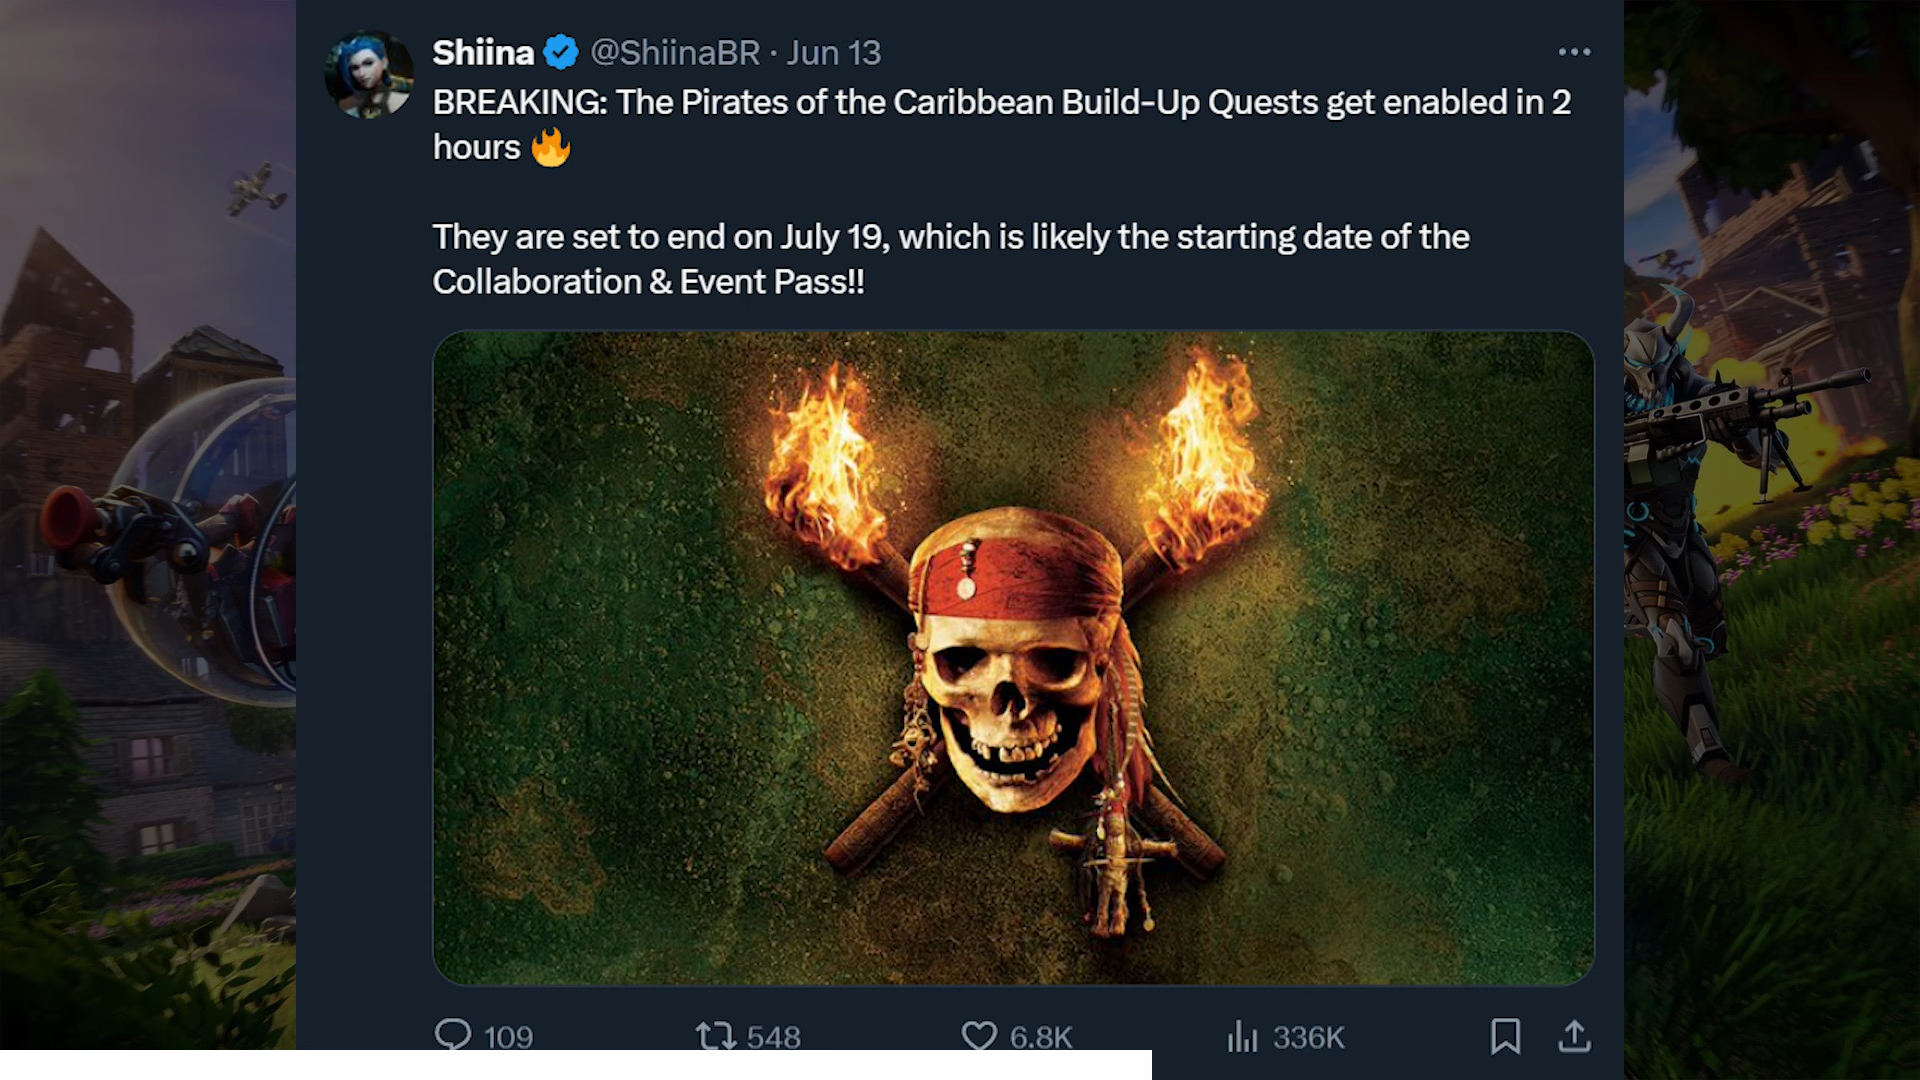 Shiina @ShiinaBR · Jun 13
BREAKING: The Pirates of the Caribbean Build-Up Quests get enabled in 2
hours 🔥
They are set to end on July 19, which is likely the starting date of the
Collaboration & Event Pass!!
109 548 6.8K 336K